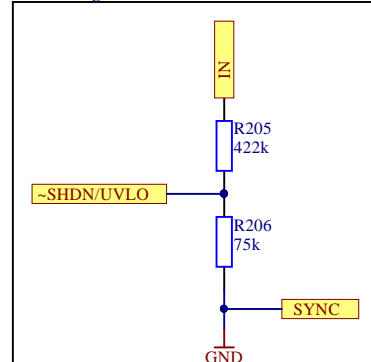 IN
R205
422k
~SHDN/UVLO
R206
75k
SYNC
GND